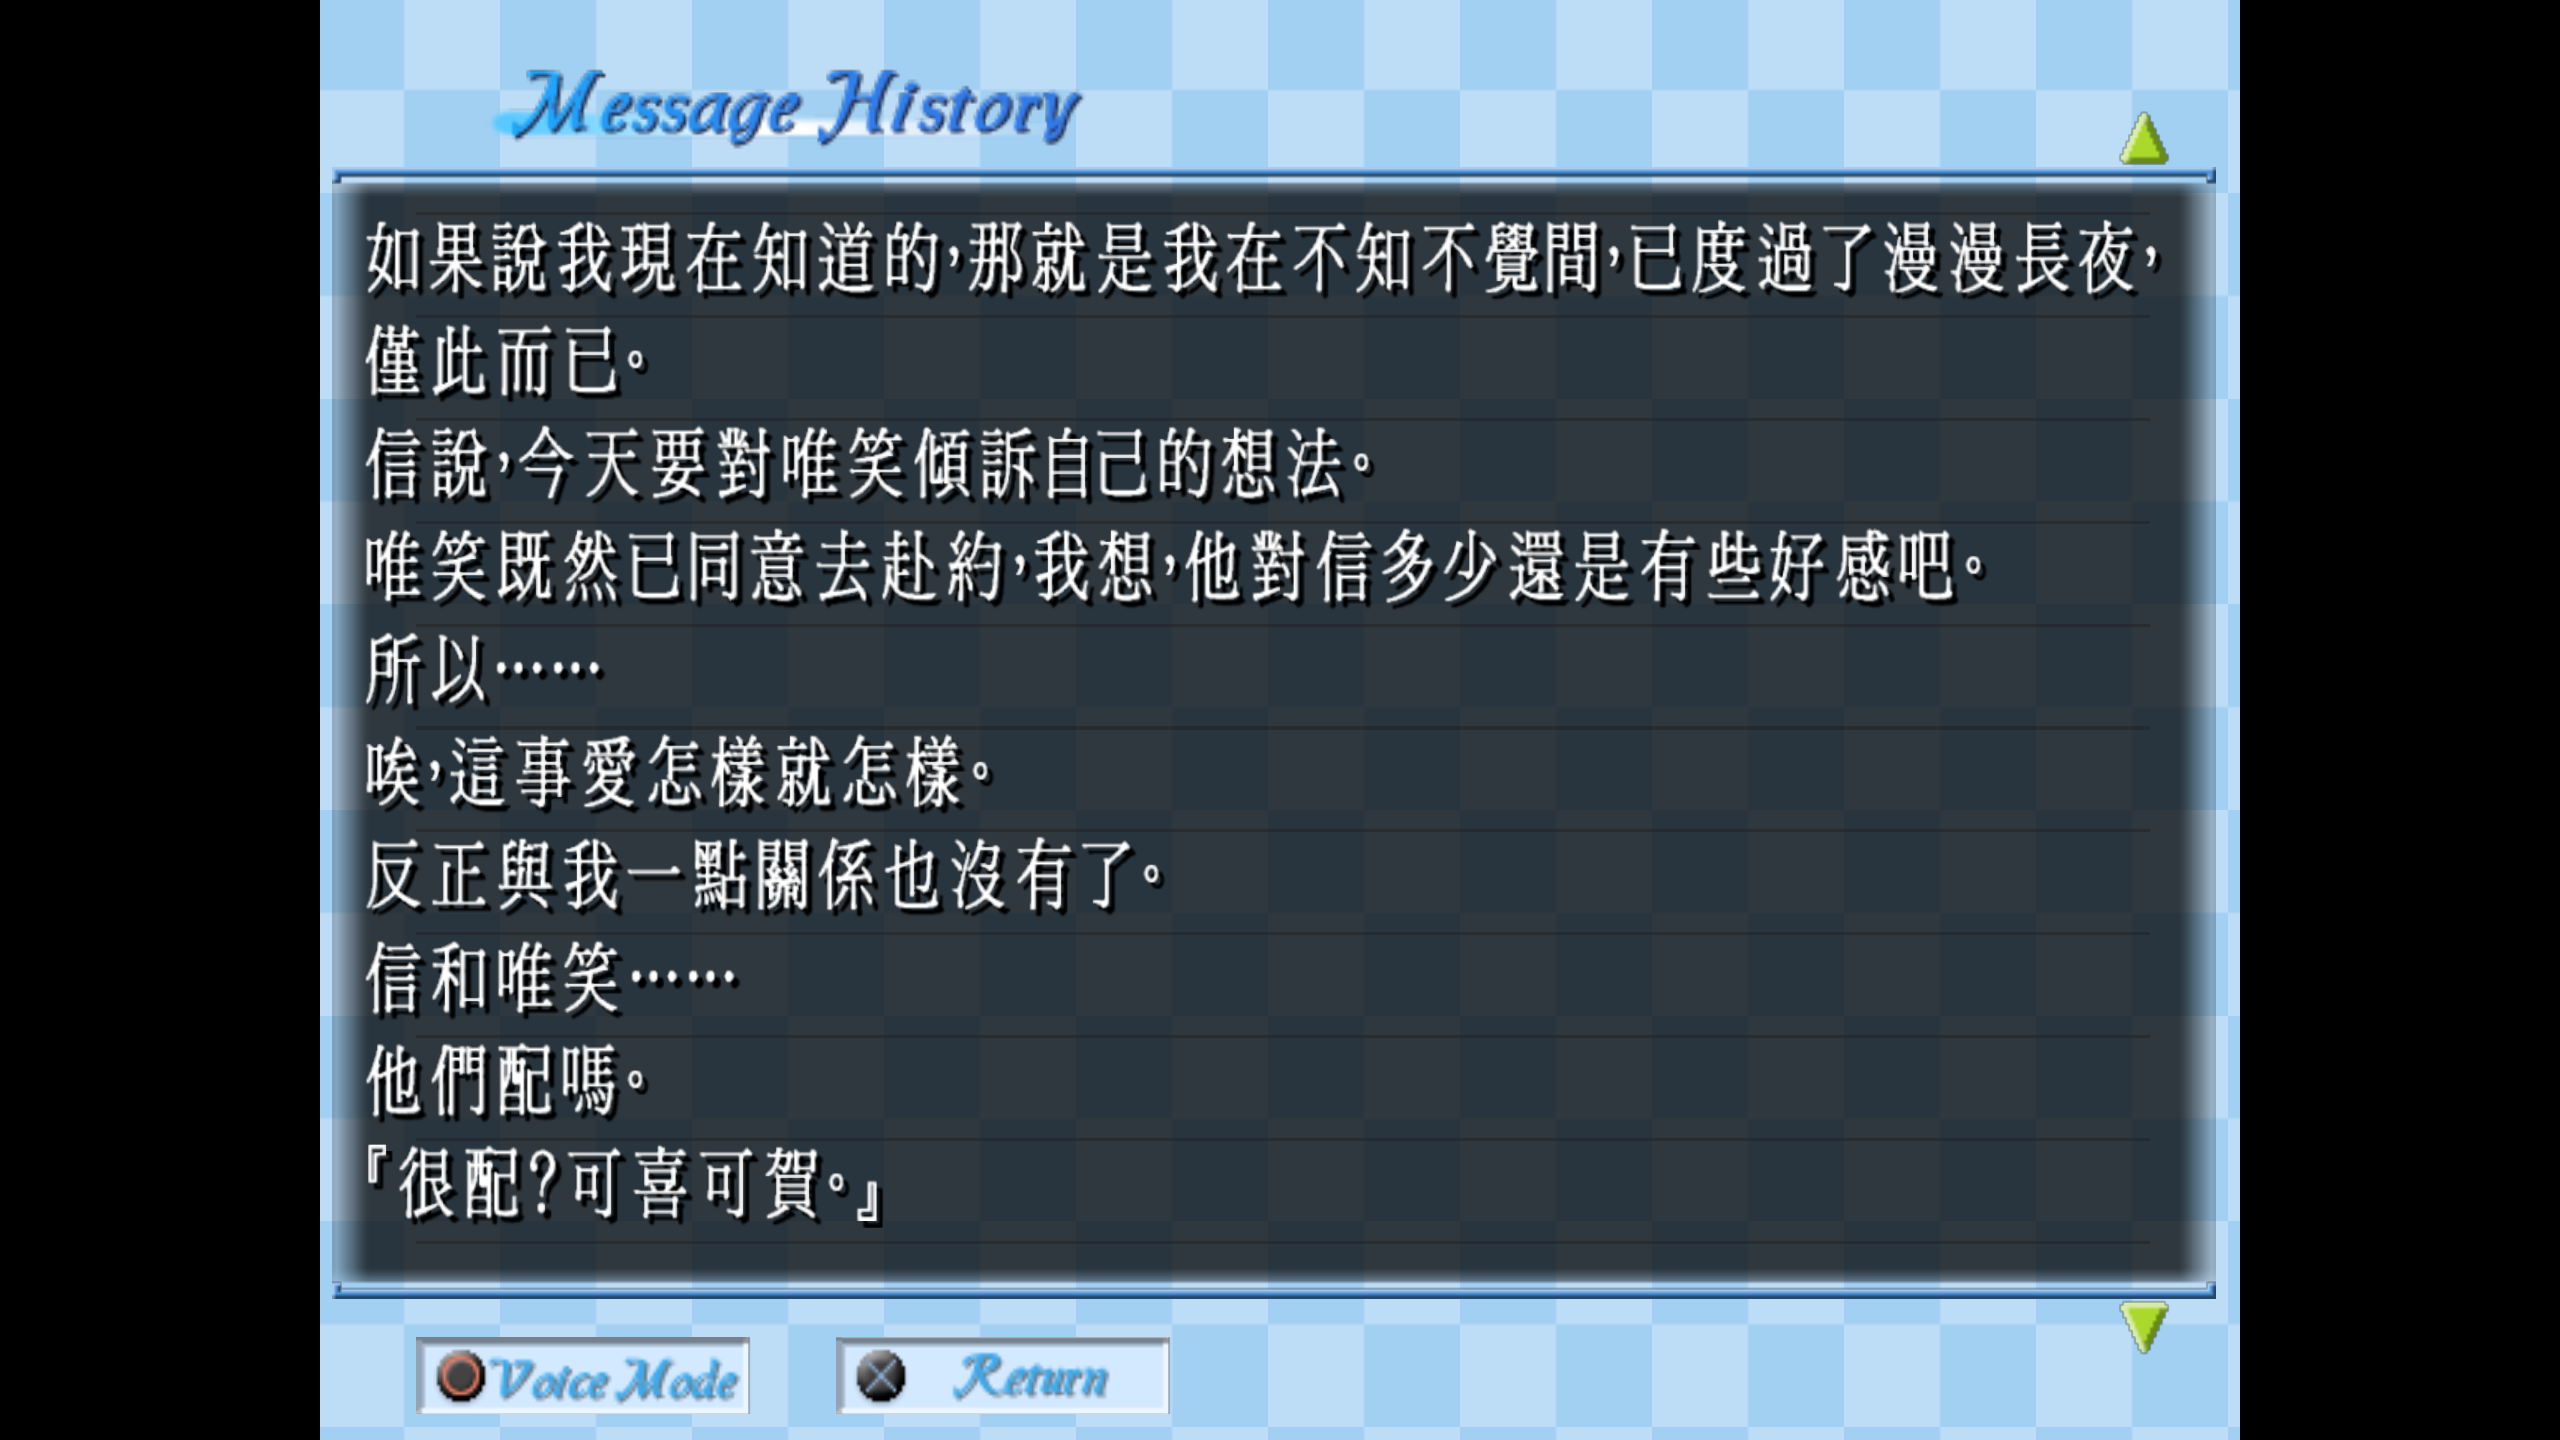 Message History
如果說我現在知道的,那就是我在不知不覺間,已度過了漫漫長夜,
僅此而已。
信說,今天要對唯笑傾訴自己的想法。
唯笑既然已同意去赴約,我想,他對信多少還是有些好感吧。
所以……
唉,這事愛怎樣就怎樣。
反正與我一點關係也沒有了。
信和唯笑……
他們配嗎。
『很配?可喜可賀。』
Voice Mode
Return